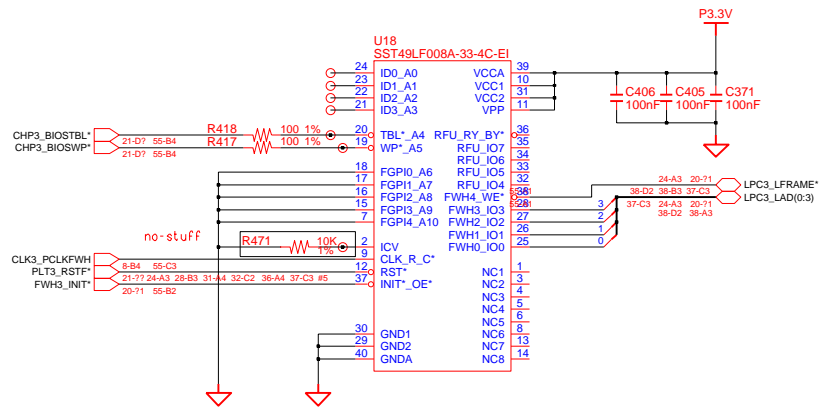 P3.3V
U18
SST49LF008A-33-4C-EI
24 ID0_A0 VCCA 39
23 ID1_A1 VCC1 10
22 ID2_A2 VCC2 31
21 ID3_A3 VPP 11
C406 C405 C371
100nF 100nF 100nF
CHP3_BIOSTBL* R418 100 1% 20 TBL*_A4 RFU_RY_BY* 36
21-D? 55-B4
CHP3_BIOSWP* R417 100 1% 19 WP*_A5 RFU_IO7 35
21-D? 55-B4
RFU_IO6 34
18 FGPI0_A6 RFU_IO5 33
17 FGPI1_A7 RFU_IO4 32
24-A3 20-?1
LPC3_LFRAME*
16 FGPI2_A8 FWH4_WE* 38
38-D2 38-B3 37-C3
LPC3_LAD(0:3)
15 FGPI3_A9 FWH3_IO3 28 3
37-C3 24-A3 20-?1
7 FGPI4_A10 FWH2_IO2 27 2
38-D2 38-A3
FWH1_IO1 26 1
no-stuff
R471 10K 1% 2 ICV FWH0_IO0 25 0
CLK3_PCLKFWH 9 CLK_R_C*
8-B4 55-C3
PLT3_RSTF* 12 RST* NC1 1
21-?? 24-A3 28-B3 31-A4 32-C2 36-A4 37-C3 #5
FWH3_INIT* 37 INIT*_OE* NC2 3
20-?1 55-B2
NC3 4
NC4 5
NC5 6
30 GND1 NC6 8
29 GND2 NC7 13
40 GNDA NC8 14